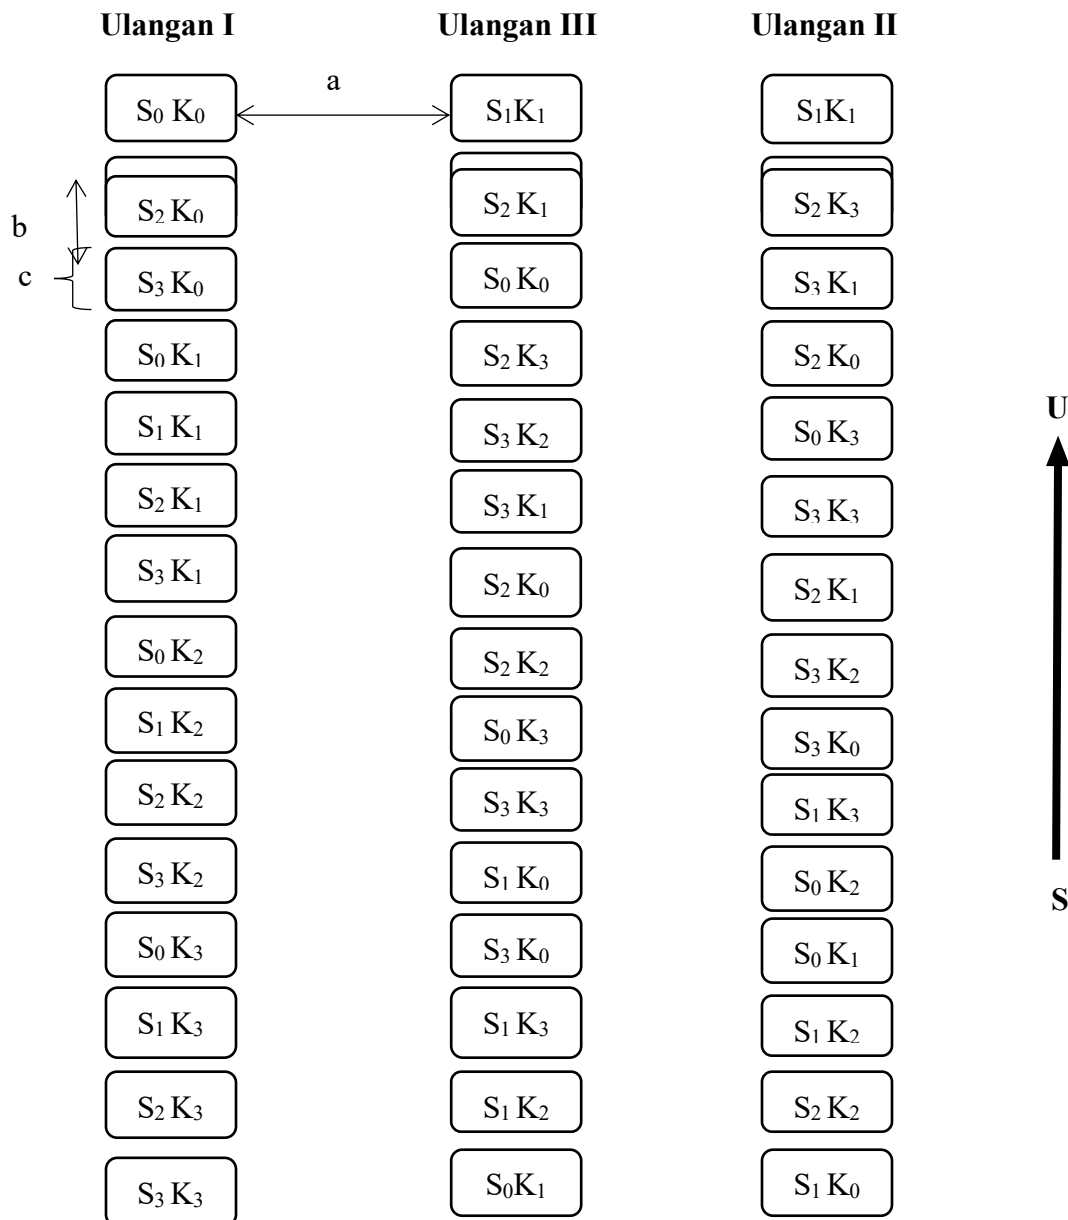 Ulangan I Ulangan III Ulangan II
a
S₀ K₀ S₁K₁ S₁K₁
S₂ K₀ S₂ K₁ S₂ K₃
b
c
S₃ K₀ S₀ K₀ S₃ K₁
S₀ K₁ S₂ K₃ S₂ K₀
S₁ K₁ S₃ K₂ S₀ K₃
U
S₂ K₁ S₃ K₁ S₃ K₃
S₃ K₁ S₂ K₀ S₂ K₁
S₀ K₂ S₂ K₂ S₃ K₂
S₁ K₂ S₀ K₃ S₃ K₀
S₂ K₂ S₃ K₃ S₁ K₃
S₃ K₂ S₁ K₀ S₀ K₂
S
S₀ K₃ S₃ K₀ S₀ K₁
S₁ K₃ S₁ K₃ S₁ K₂
S₂ K₃ S₁ K₂ S₂ K₂
S₃ K₃ S₀K₁ S₁ K₀